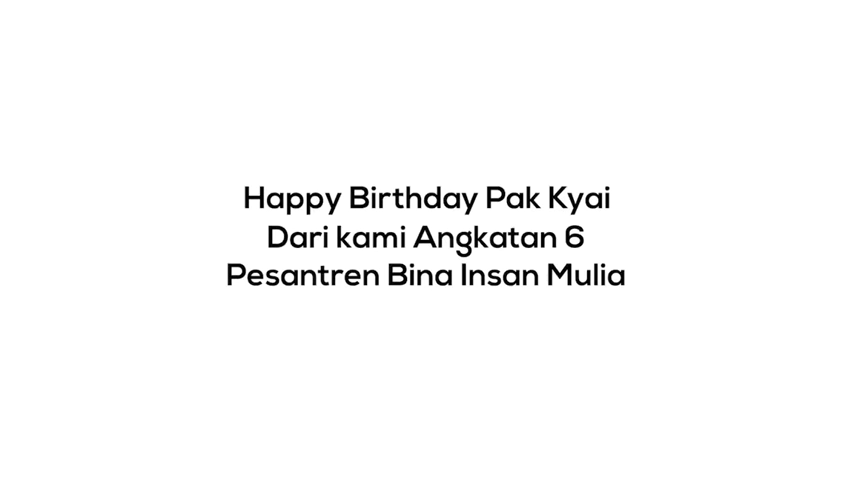 Happy Birthday Pak Kyai
Dari kami Angkatan 6
Pesantren Bina Insan Mulia